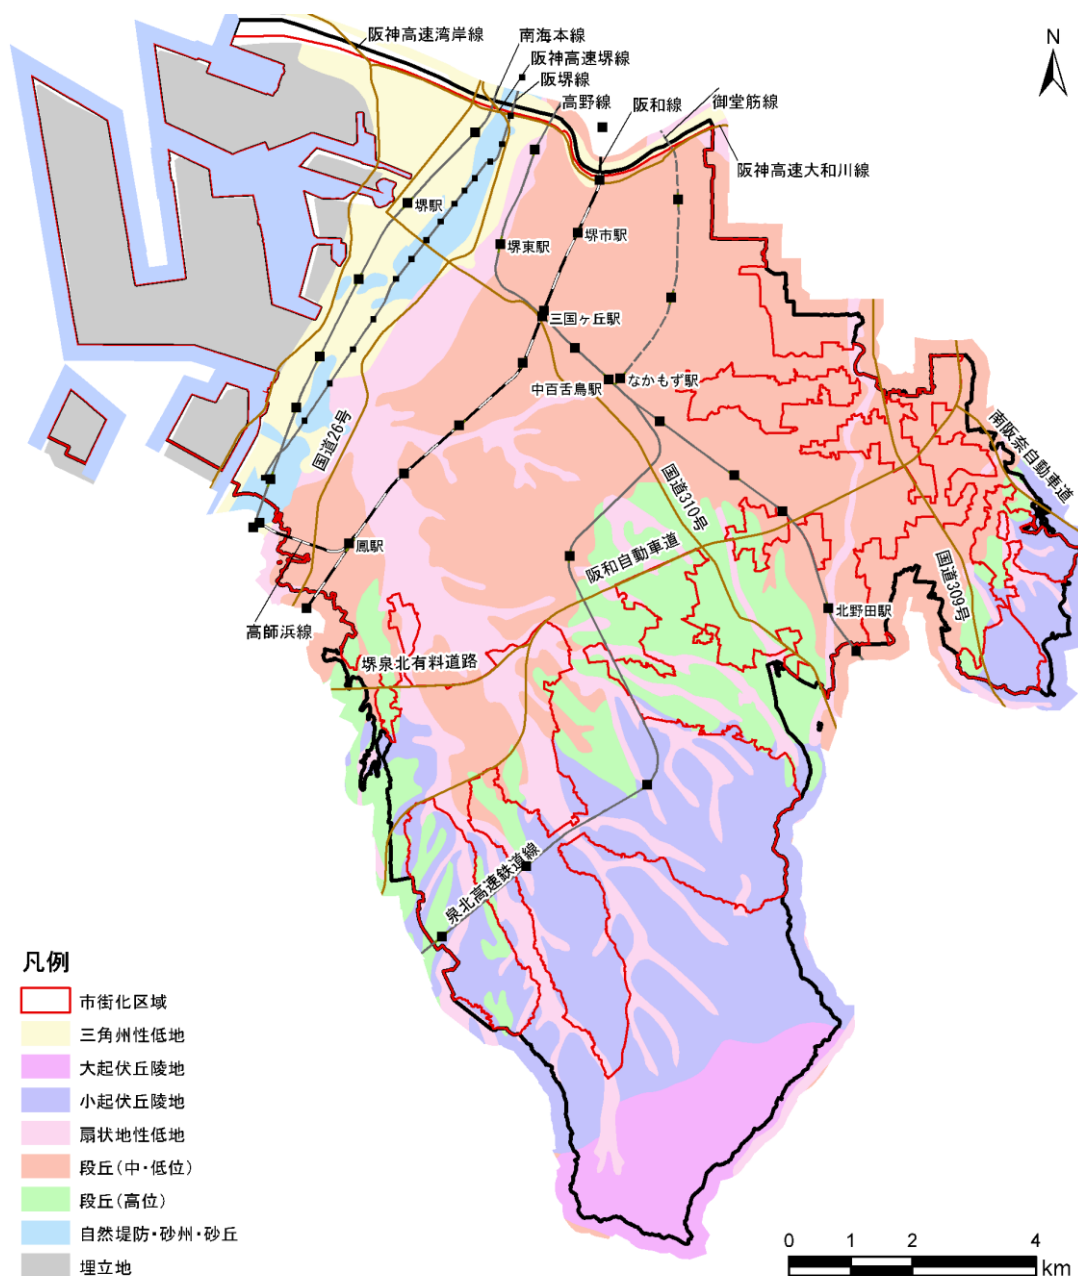 阪神高速湾岸線
南海本線
阪神高速堺線
阪堺線
高野線
阪和線
御堂筋線
N
阪神高速大和川線
堺駅
堺東駅
堺市駅
三国ヶ丘駅
中百舌鳥駅
なかもず駅
国道26号
国道310号
南阪奈自動車道
鳳駅
阪和自動車道
国道309号
北野田駅
高師浜線
堺泉北有料道路
泉北高速鉄道線
凡例
市街化区域
三角州性低地
大起伏丘陵地
小起伏丘陵地
扇状地性低地
段丘(中・低位)
段丘(高位)
自然堤防・砂州・砂丘
埋立地
0 1 2 4
km